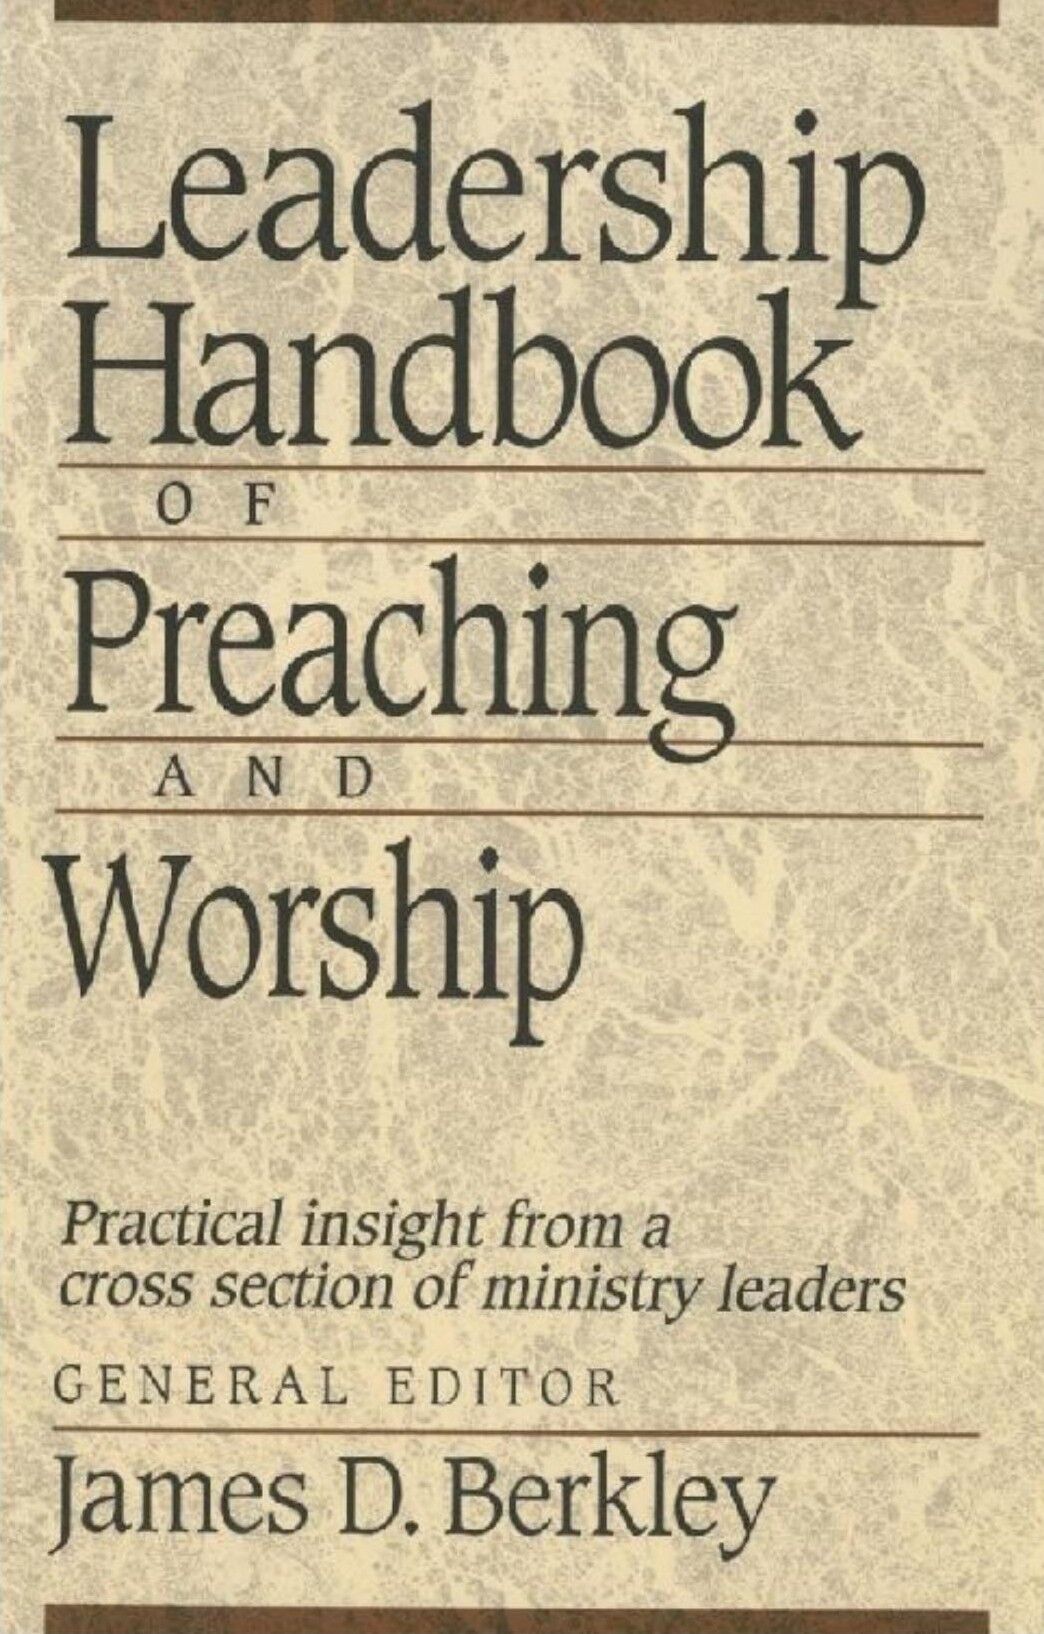 Leadership
Handbook
OF
Preaching
AND
Worship
Practical insight from a
cross section of ministry leaders
GENERAL EDITOR
James D. Berkley